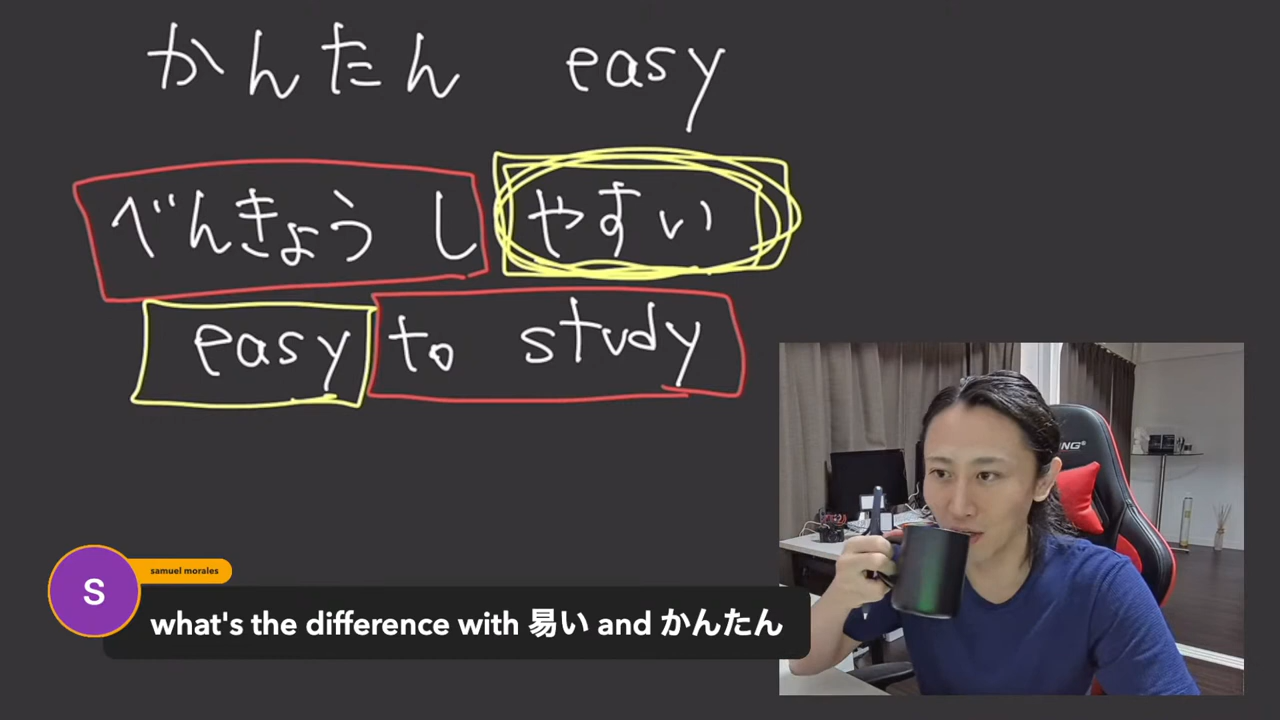 かんたん easy
べんきょうし やすい
easy to study
NG®
samuel morales
S
what's the difference with 易い and かんたん